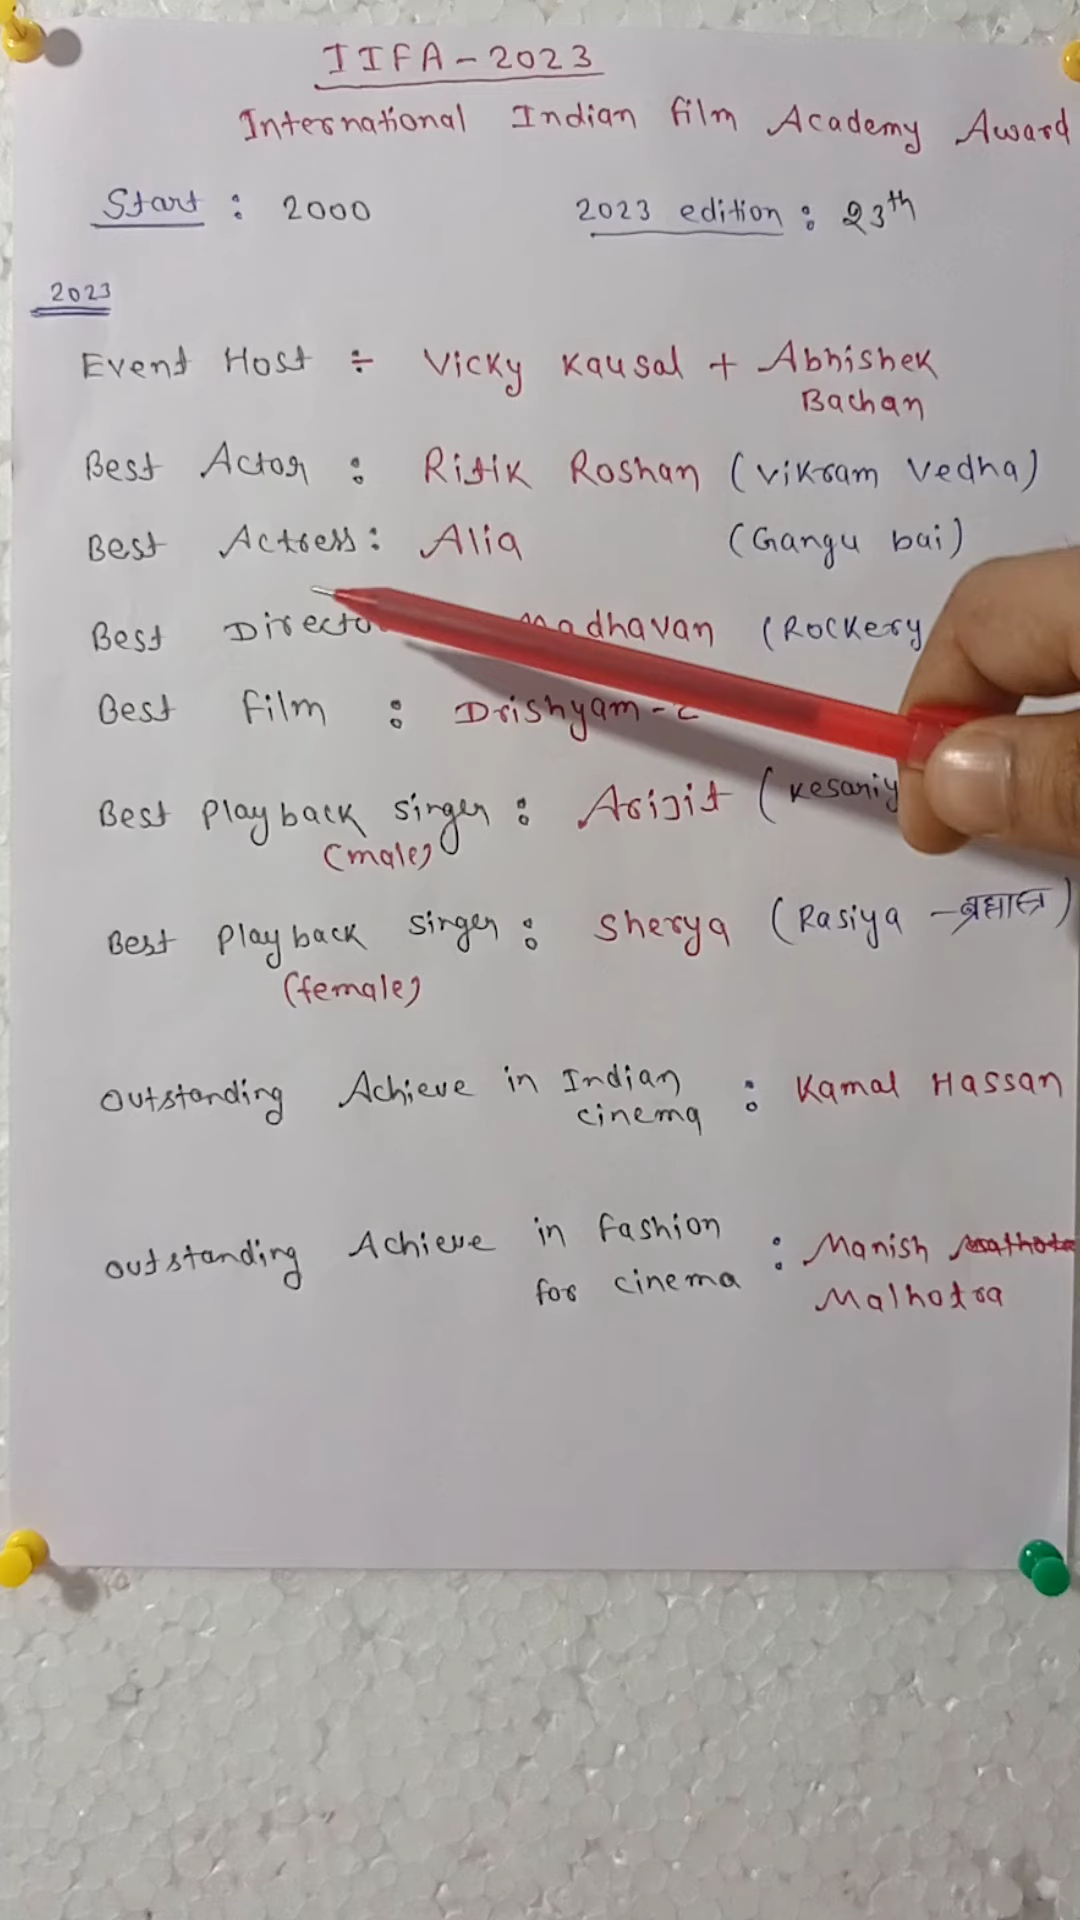 IIFA - 2023
International Indian Film Academy Award
Start : 2000 2023 edition : 23th
2023
Event Host ÷ Vicky Kausal + Abhishek
Bachan
Best Actor : Ritik Roshan (Vikram Vedha)
Best Actress : Alia (Gangu bai)
Best Madhavan (Rockery
Best Film : Drishyam-2
Best Playback Singer : Arijit (
(male)
Best Playback Singer : Sherya (Rasiya - ब्रह्मास्त्र)
(female)
Outstanding Achieve in Indian : Kamal Hassan
cinema
Outstanding Achieve in Fashion : Manish
for cinema Malhotra